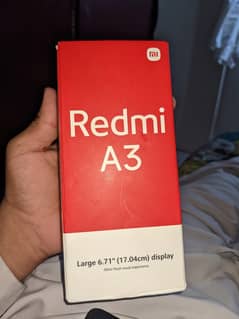 mi
Redmi
A3
Large 6.71" (17.04cm) display